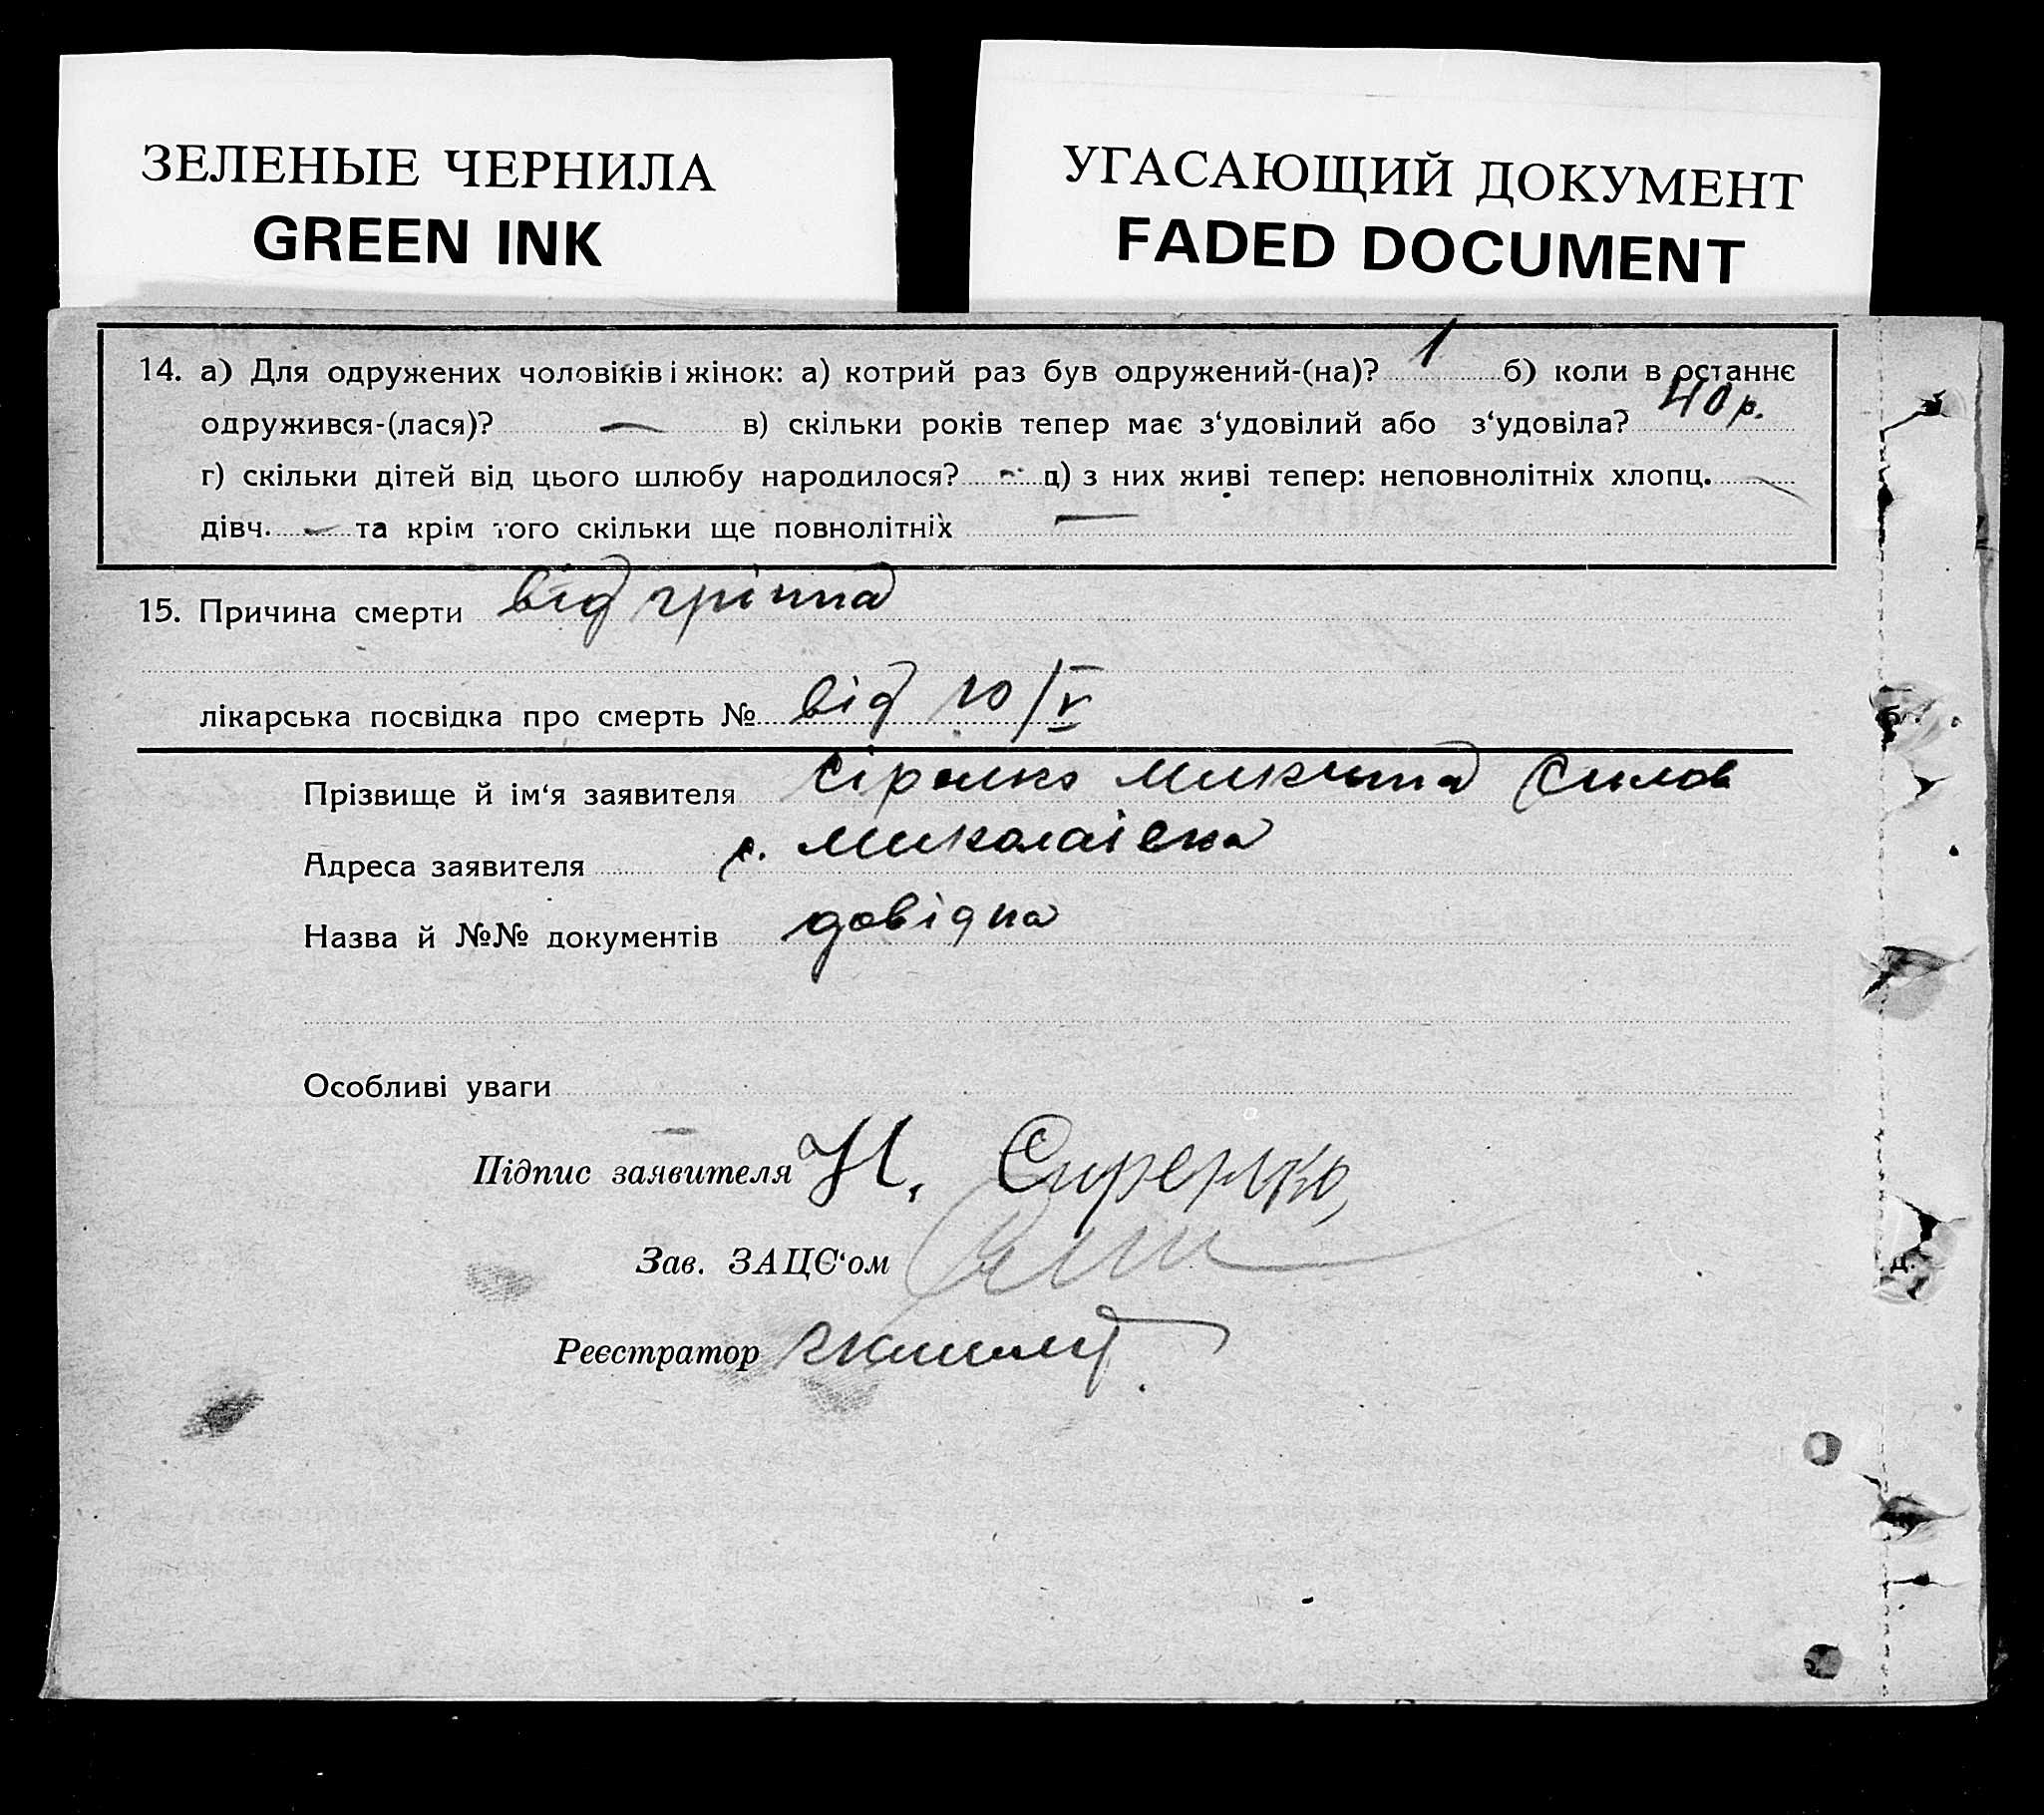 ЗЕЛЕНЫЕ ЧЕРНИЛА
GREEN INK
УГАСАЮЩИЙ ДОКУМЕНТ
FADED DOCUMENT
14. а) Для одружених чоловіків і жінок: а) котрий раз був одружений-(на)? 1 б) коли в останнє
одружився-(лася)? — в) скільки років тепер має з‘удовілий або з‘удовіла? 40 р.
г) скільки дітей від цього шлюбу народилося? - д) з них живі тепер: неповнолітніх хлопц. —
дівч. — та крім того скільки ще повнолітніх —
15. Причина смерти від гріппа
лікарська посвідка про смерть № від 10/V
Прізвище й ім‘я заявителя Микита Силов
Адреса заявителя с. Миколаівка
Назва й №№ документів довідка
Особливі уваги
Підпис заявителя Н. Сиренко
Зав. ЗАЦС‘ом
Реєстратор
б.
д.